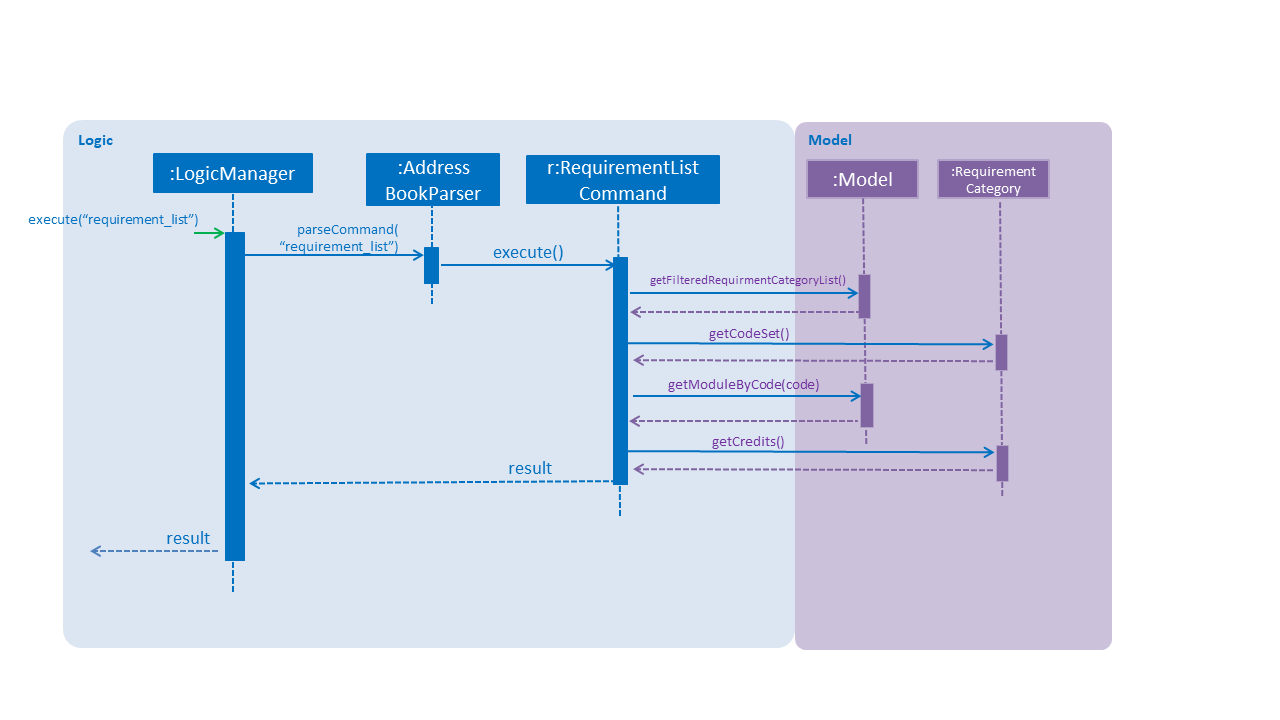 Logic
Model
:LogicManager
:Address
BookParser
r:RequirementList
Command
:Model
:Requirement
Category
execute(“requirement_list”)
parseCommand(
“requirement_list”)
execute()
getFilteredRequirmentCategoryList()
getCodeSet()
getModuleByCode(code)
getCredits()
result
result